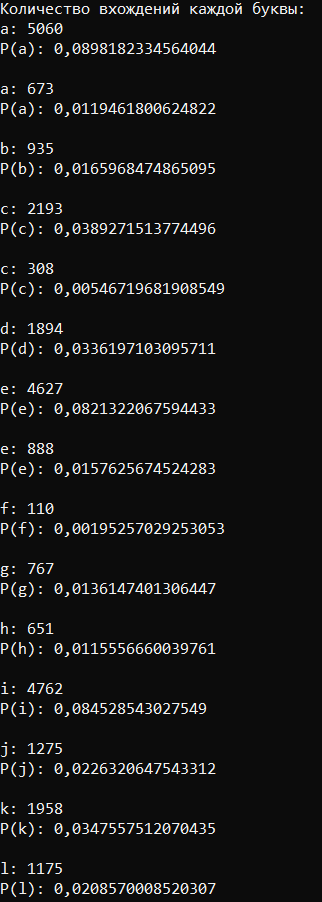 Количество вхождений каждой буквы:
a: 5060
P(a): 0,0898182334564044
a: 673
P(a): 0,0119461800624822
b: 935
P(b): 0,0165968474865095
c: 2193
P(c): 0,0389271513774496
c: 308
P(c): 0,00546719681908549
d: 1894
P(d): 0,0336197103095711
e: 4627
P(e): 0,0821322067594433
e: 888
P(e): 0,0157625674524283
f: 110
P(f): 0,00195257029253053
g: 767
P(g): 0,0136147401306447
h: 651
P(h): 0,0115556660039761
i: 4762
P(i): 0,084528543027549
j: 1275
P(j): 0,0226320647543312
k: 1958
P(k): 0,0347557512070435
l: 1175
P(l): 0,0208570008520307